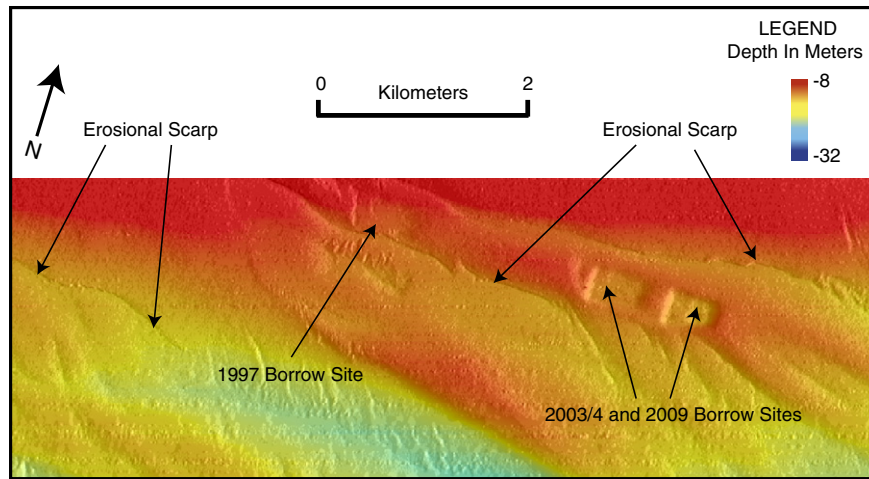 LEGEND
Depth In Meters
-8
-32
0
2
Kilometers
N
Erosional Scarp
Erosional Scarp
1997 Borrow Site
2003/4 and 2009 Borrow Sites